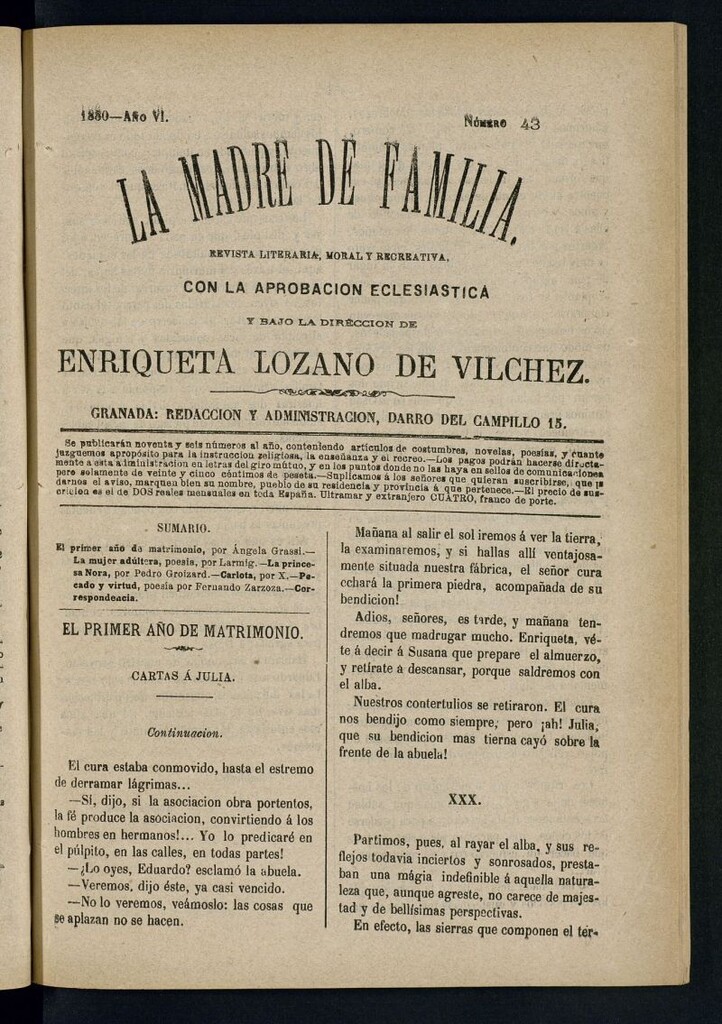 1880—Año VI.
Número 43
LA MADRE DE FAMILIA.
REVISTA LITERARIA, MORAL Y RECREATIVA,
CON LA APROBACION ECLESIASTICA
Y BAJO LA DIRECCION DE
ENRIQUETA LOZANO DE VILCHEZ.
GRANADA: REDACCION Y ADMINISTRACION, DARRO DEL CAMPILLO 15.
Se publicarán noventa y seis números al año, conteniendo artículos de costumbres, novelas, poesías, y cuante
juzguemos apropósito para la instruccion religiosa, la enseñanza y el recreo.—Los pagos podrán hacerse directa-
mente á esta administracion en letras del giro mútuo, y en los puntos donde no las haya en sellos de comunicaciones
pero solamente de veinte y cinco céntimos de peseta.—Suplicamos á los señores que quieran suscribirse, que
darnos el aviso, marquen bien su nombre, pueblo de su residencia y provincia á que pertenece.—El precio de sus-
cricion es el de DOS reales mensuales en toda España. Ultramar y extranjero CUATRO, franco de porte.
SUMARIO.
El primer año de matrimonio, por Ángela Grassi.—
La mujer adúltera, poesía, por Larmig.—La prince-
sa Nora, por Pedro Groizard.—Carlota, por X.—Pe-
cado y virtud, poesia por Fernando Zarzoza.—Cor-
respondencia.
EL PRIMER AÑO DE MATRIMONIO.
CARTAS Á JULIA.
Continuacion.
El cura estaba conmovido, hasta el estremo
de derramar lágrimas...
—Sí, dijo, si la asociacion obra portentos,
la fé produce la asociacion, convirtiendo á los
hombres en hermanos!... Yo lo predicaré en
el púlpito, en las calles, en todas partes!
—¿Lo oyes, Eduardo? esclamó la abuela.
—Veremos, dijo éste, ya casi vencido.
—No lo veremos, veámoslo: las cosas que
se aplazan no se hacen.
Mañana al salir el sol iremos á ver la tierra,
la examinaremos, y si hallas allí ventajosa-
mente situada nuestra fábrica, el señor cura
echará la primera piedra, acompañada de su
bendicion!
Adios, señores, es tarde, y mañana ten-
dremos que madrugar mucho. Enriqueta, vé-
te á decir á Susana que prepare el almuerzo,
y retírate á descansar, porque saldremos con
el alba.
Nuestros contertulios se retiraron. El cura
nos bendijo como siempre, pero ¡ah! Julia,
que su bendicion mas tierna cayó sobre la
frente de la abuela!
XXX.
Partimos, pues, al rayar el alba, y sus re-
flejos todavia inciertos y sonrosados, presta-
ban una mágia indefinible á aquella natura-
leza que, aunque agreste, no carece de majes-
tad y de bellísimas perspectivas.
En efecto, las sierras que componen el tér-